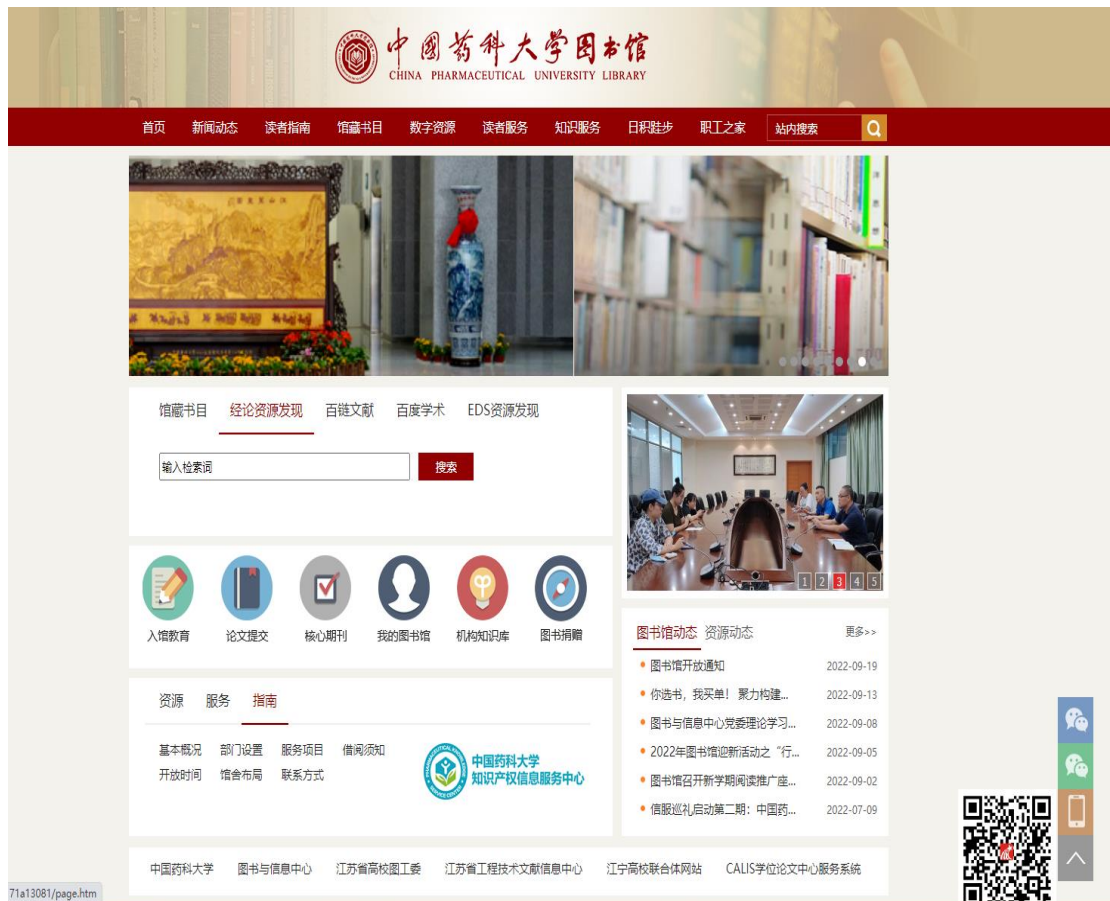 中國药科大学图书馆
CHINA PHARMACEUTICAL UNIVERSITY LIBRARY
首页 新闻动态 读者指南 馆藏书目 数字资源 读者服务 知识服务 日积跬步 职工之家 站内搜索
馆藏书目 经论资源发现 百链文献 百度学术 EDS资源发现
输入检索词 搜索
1 2 3 4 5
入馆教育 论文提交 核心期刊 我的图书馆 机构知识库 图书捐赠
图书馆动态 资源动态 更多>>
图书馆开放通知 2022-09-19
你选书，我买单！ 聚力构建... 2022-09-13
图书与信息中心党委理论学习... 2022-09-08
2022年图书馆迎新活动之“行... 2022-09-05
图书馆召开新学期阅读推广座... 2022-09-02
信服巡礼启动第二期：中国药... 2022-07-09
资源 服务 指南
基本概况 部门设置 服务项目 借阅须知
开放时间 馆舍布局 联系方式
中国药科大学
知识产权信息服务中心
中国药科大学 图书与信息中心 江苏省高校图工委 江苏省工程技术文献信息中心 江宁高校联合体网站 CALIS学位论文中心服务系统
71a13081/page.htm